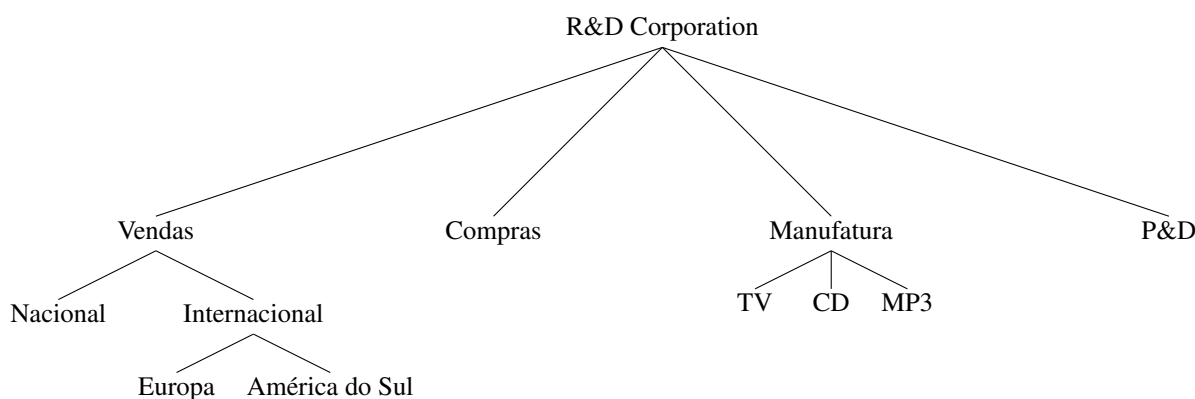 R&D Corporation
Vendas Compras Manufatura P&D
Nacional Internacional TV CD MP3
Europa América do Sul